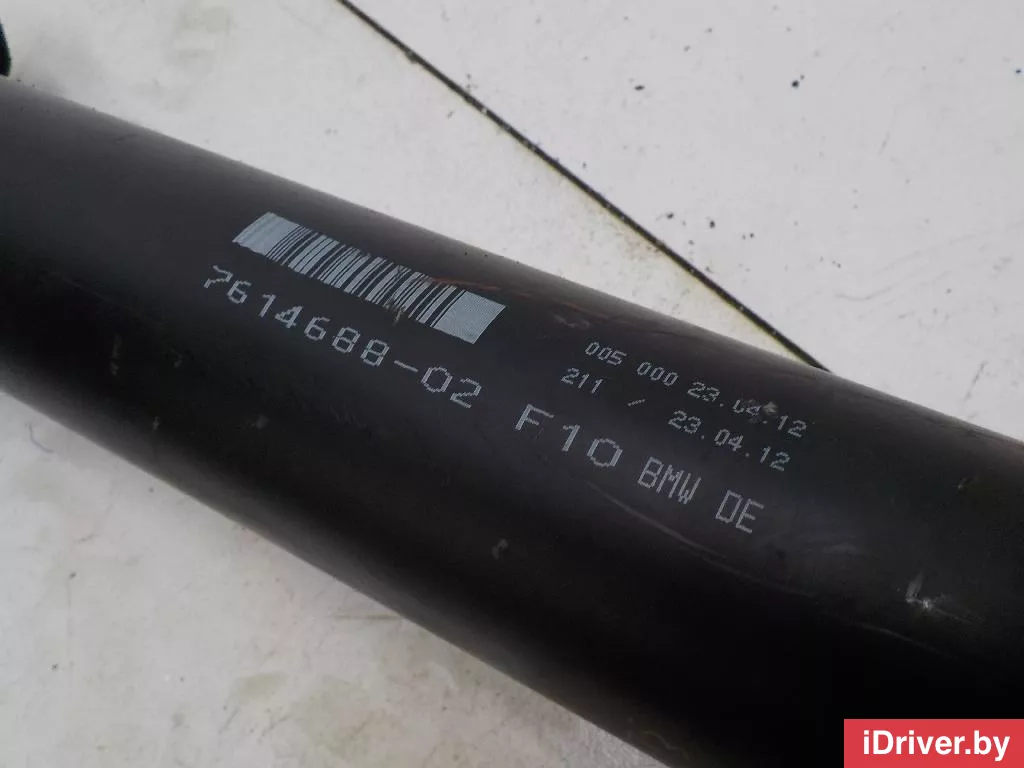 7614688-02 F10 BMW DE
005 000 23.04.12
211 / 23.04.12
iDriver.by